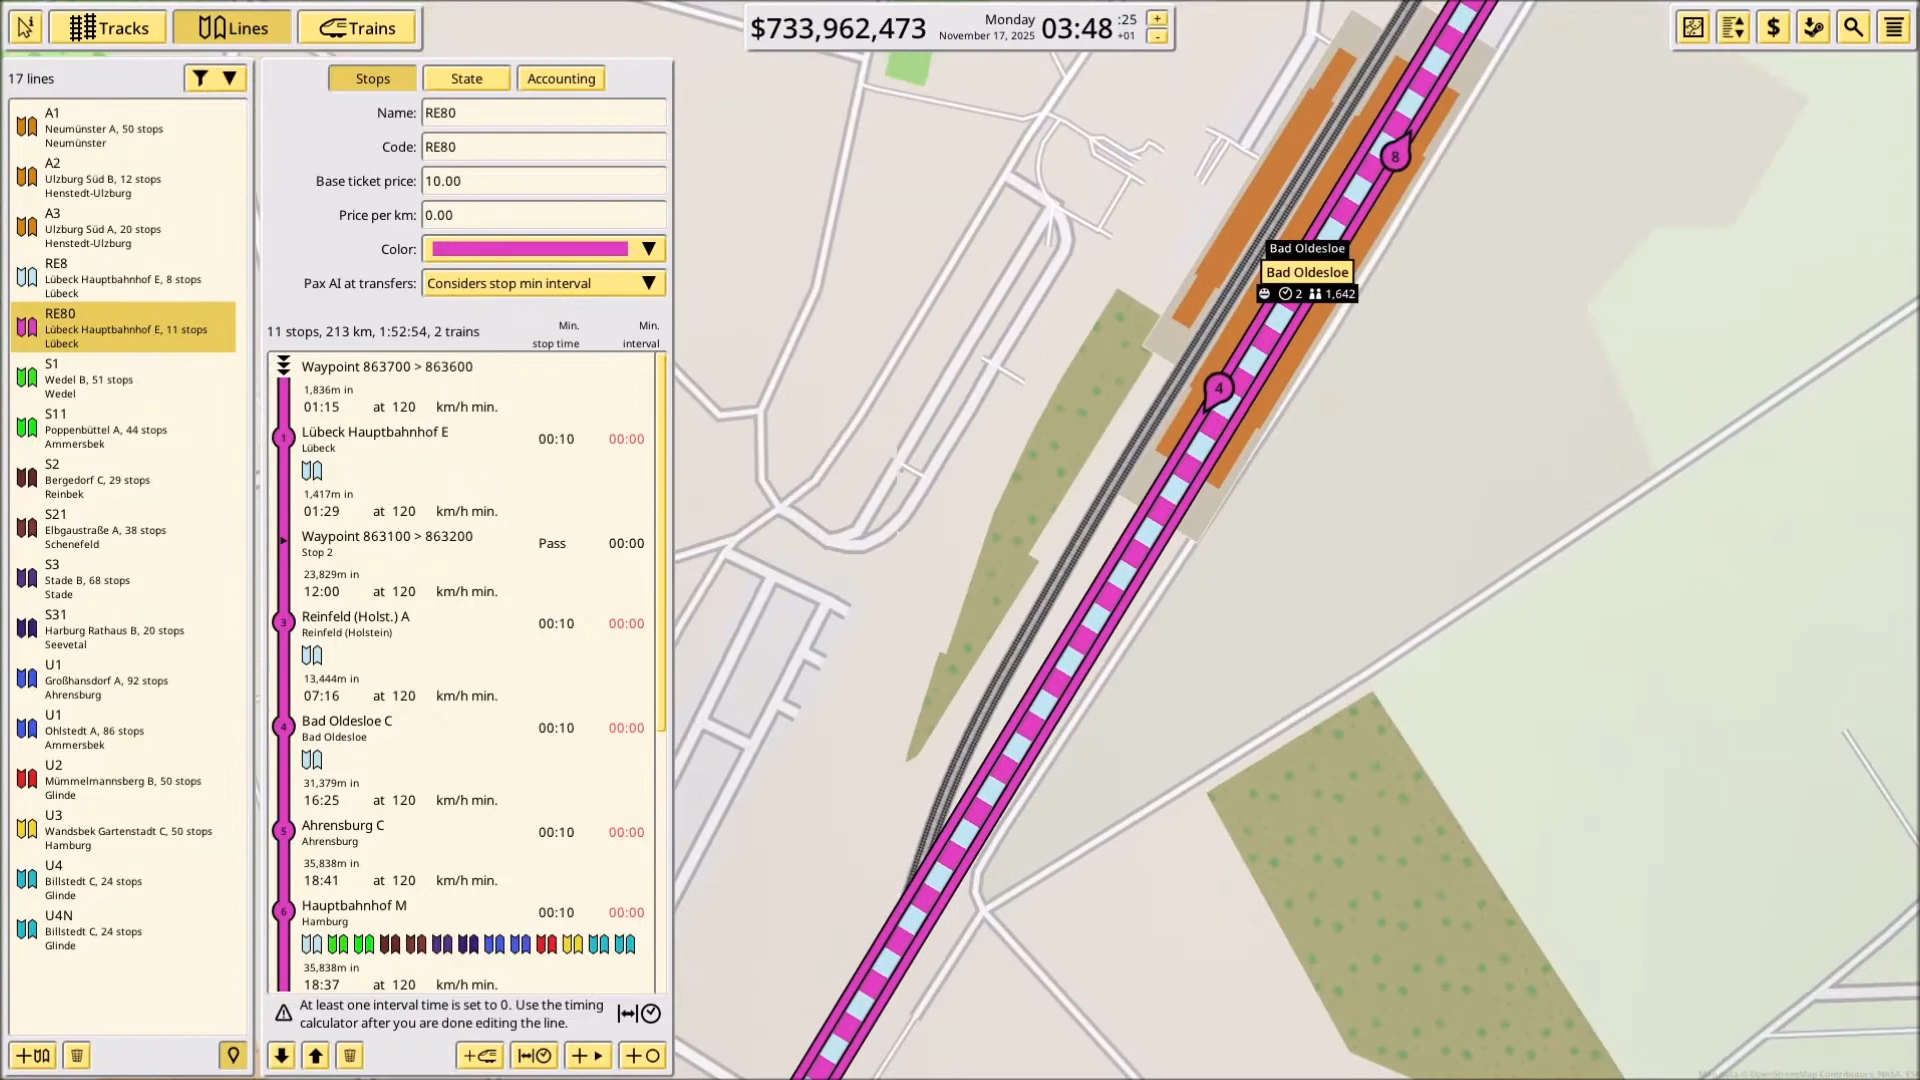 Tracks
Lines
Trains
$733,962,473
Monday
November 17, 2025
03:48
:25
+01
+
-
$
17 lines
A1
Neumünster A, 50 stops
Neumünster
A2
Ulzburg Süd B, 12 stops
Henstedt-Ulzburg
A3
Ulzburg Süd A, 20 stops
Henstedt-Ulzburg
RE8
Lübeck Hauptbahnhof E, 8 stops
Lübeck
RE80
Lübeck Hauptbahnhof E, 11 stops
Lübeck
S1
Wedel B, 51 stops
Wedel
S11
Poppenbüttel A, 44 stops
Ammersbek
S2
Bergedorf C, 29 stops
Reinbek
S21
Elbgaustraße A, 38 stops
Schenefeld
S3
Stade B, 68 stops
Stade
S31
Harburg Rathaus B, 20 stops
Seevetal
U1
Großhansdorf A, 92 stops
Ahrensburg
U1
Ohlstedt A, 86 stops
Ammersbek
U2
Mümmelmannsberg B, 50 stops
Glinde
U3
Wandsbek Gartenstadt C, 50 stops
Hamburg
U4
Billstedt C, 24 stops
Glinde
U4N
Billstedt C, 24 stops
Glinde
Stops
State
Accounting
Name: RE80
Code: RE80
Base ticket price: 10.00
Price per km: 0.00
Color:
Pax AI at transfers: Considers stop min interval
11 stops, 213 km, 1:52:54, 2 trains
Min. stop time
Min. interval
Waypoint 863700 > 863600
1,836m in
01:15 at 120 km/h min.
1 Lübeck Hauptbahnhof E 00:10 00:00
Lübeck
1,417m in
01:29 at 120 km/h min.
Waypoint 863100 > 863200 Pass 00:00
Stop 2
23,829m in
12:00 at 120 km/h min.
3 Reinfeld (Holst.) A 00:10 00:00
Reinfeld (Holstein)
13,444m in
07:16 at 120 km/h min.
4 Bad Oldesloe C 00:10 00:00
Bad Oldesloe
31,379m in
16:25 at 120 km/h min.
5 Ahrensburg C 00:10 00:00
Ahrensburg
35,838m in
18:41 at 120 km/h min.
6 Hauptbahnhof M 00:10 00:00
Hamburg
35,838m in
18:37 at 120 km/h min.
At least one interval time is set to 0. Use the timing
calculator after you are done editing the line.
8
Bad Oldesloe
Bad Oldesloe
2 1,642
4